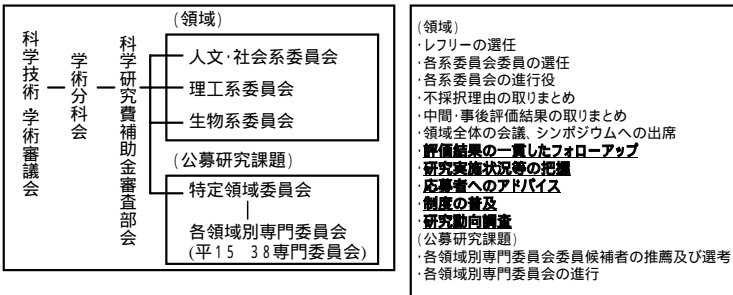 科学技術・学術審議会
学術分科会
科学研究費補助金審査部会
(領域)
人文・社会系委員会
理工系委員会
生物系委員会
(公募研究課題)
特定領域委員会
各領域別専門委員会
(平15 38専門委員会)
(領域)
・レフリーの選任
・各系委員会委員の選任
・各系委員会の進行役
・不採択理由の取りまとめ
・中間・事後評価結果の取りまとめ
・領域全体の会議、シンポジウムへの出席
・評価結果の一貫したフォローアップ
・研究実施状況等の把握
・応募者へのアドバイス
・制度の普及
・研究動向調査
(公募研究課題)
・各領域別専門委員会委員候補者の推薦及び選考
・各領域別専門委員会の進行